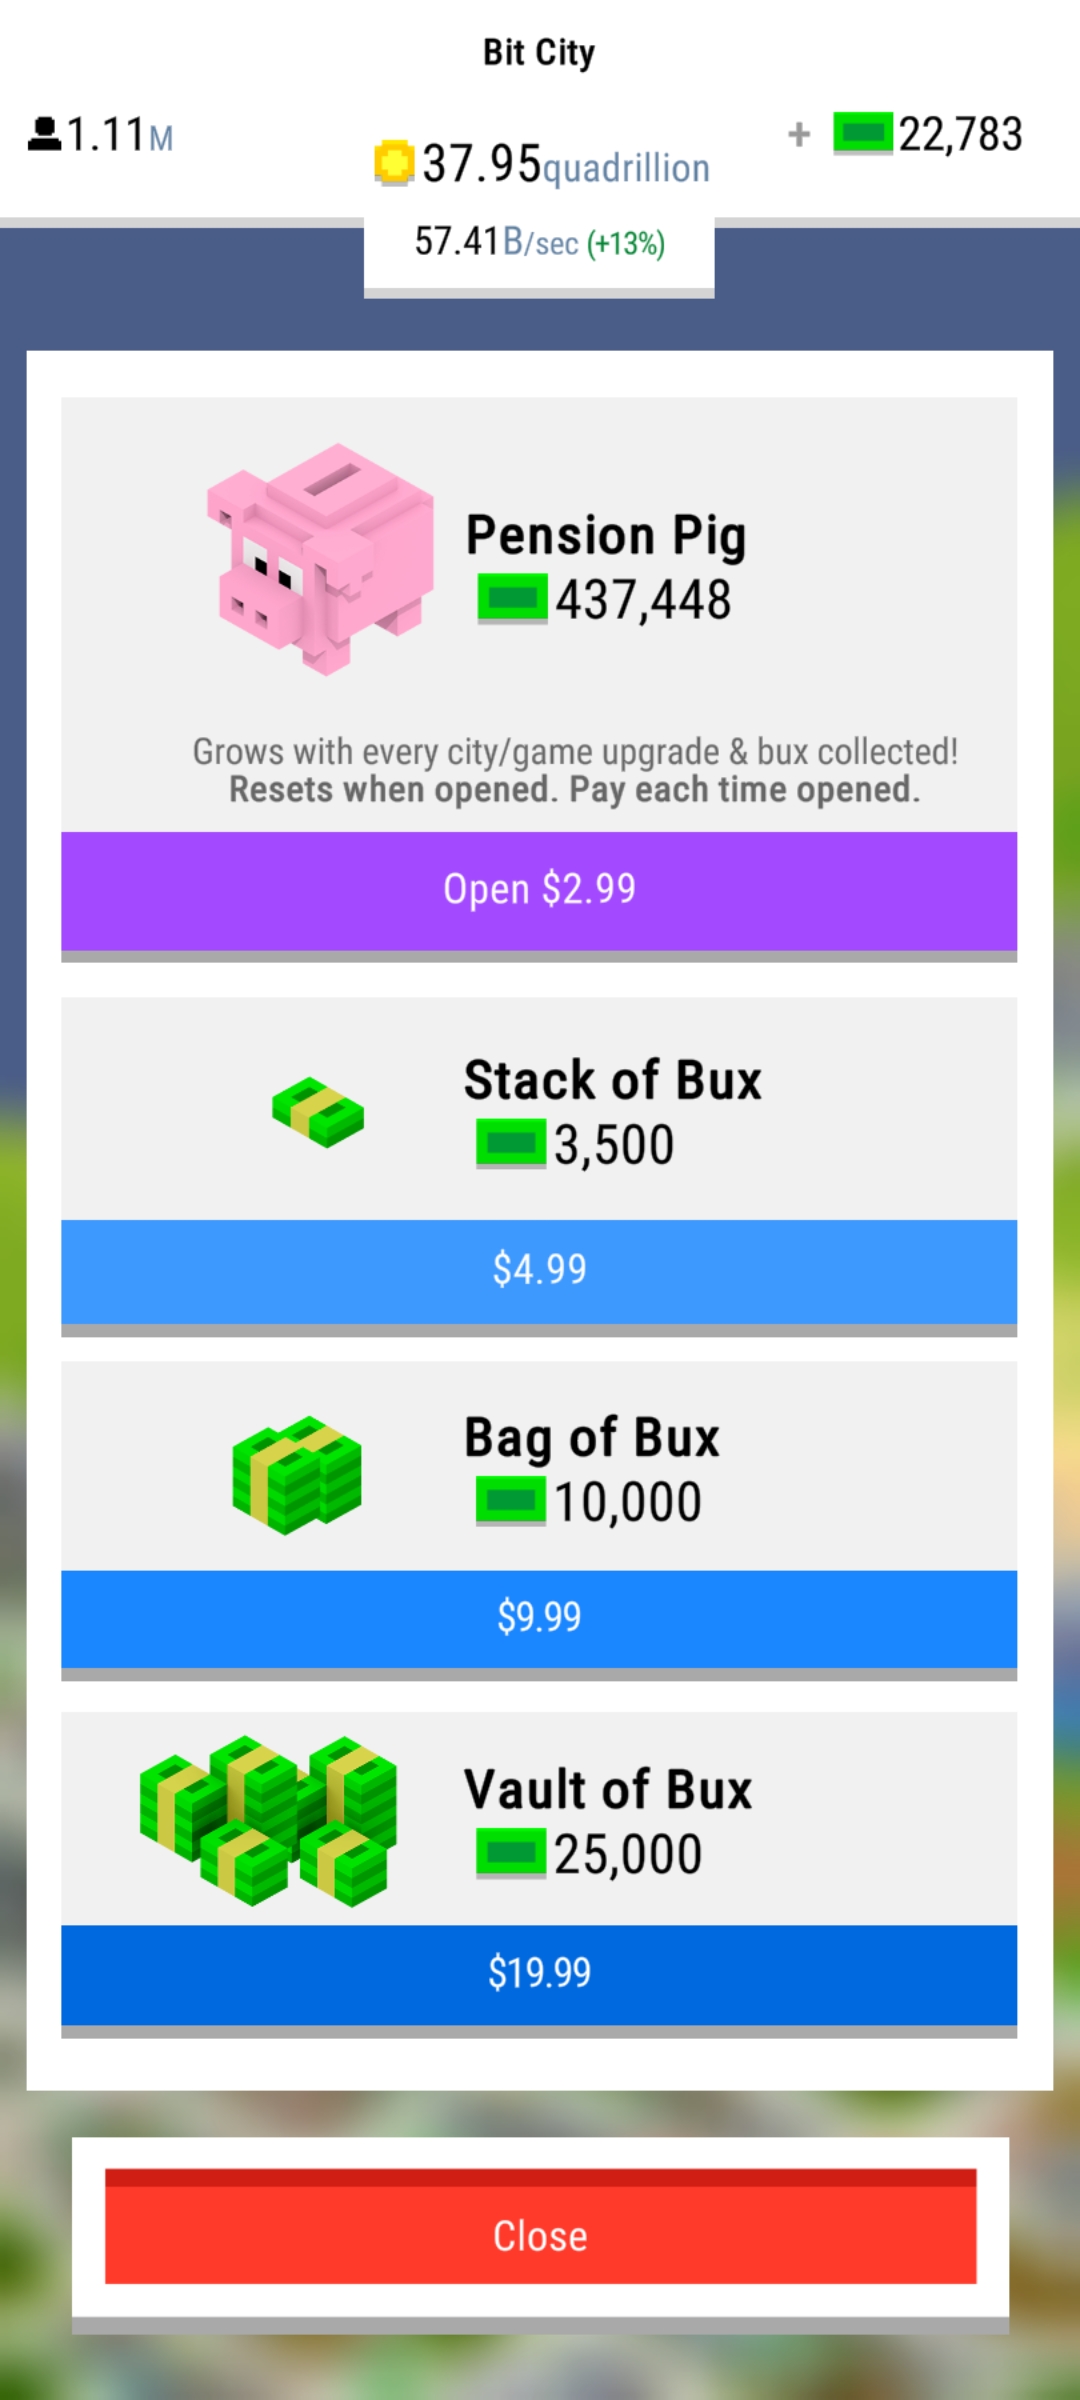 Bit City
1.11M
37.95quadrillion
+ 22,783
57.41B/sec (+13%)
Pension Pig
437,448
Grows with every city/game upgrade & bux collected!
Resets when opened. Pay each time opened.
Open $2.99
Stack of Bux
3,500
$4.99
Bag of Bux
10,000
$9.99
Vault of Bux
25,000
$19.99
Close